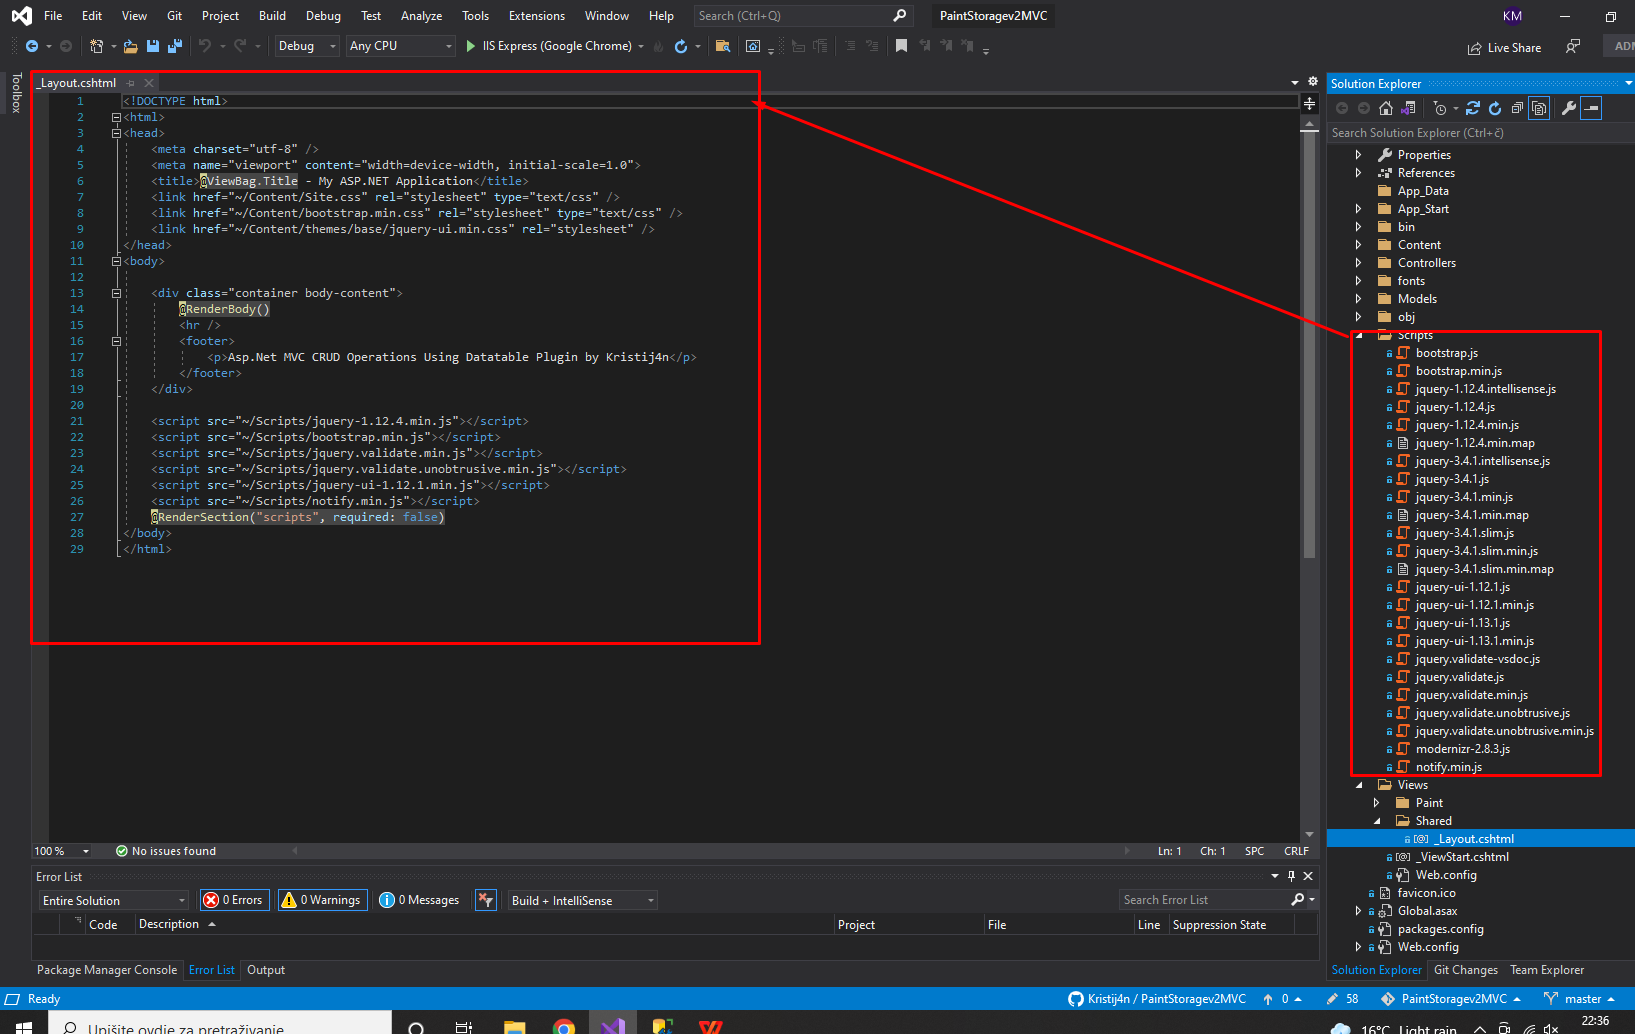 File Edit View Git Project Build Debug Test Analyze Tools Extensions Window Help Search (Ctrl+Q) PaintStoragev2MVC KM
Debug Any CPU IIS Express (Google Chrome) Live Share
Toolbox
_Layout.cshtml
1 <!DOCTYPE html>
2 <html>
3 <head>
4 <meta charset="utf-8" />
5 <meta name="viewport" content="width=device-width, initial-scale=1.0">
6 <title>@ViewBag.Title - My ASP.NET Application</title>
7 <link href="~/Content/Site.css" rel="stylesheet" type="text/css" />
8 <link href="~/Content/bootstrap.min.css" rel="stylesheet" type="text/css" />
9 <link href="~/Content/themes/base/jquery-ui.min.css" rel="stylesheet" />
10 </head>
11 <body>
12
13 <div class="container body-content">
14 @RenderBody()
15 <hr />
16 <footer>
17 <p>Asp.Net MVC CRUD Operations Using Datatable Plugin by Kristij4n</p>
18 </footer>
19 </div>
20
21 <script src="~/Scripts/jquery-1.12.4.min.js"></script>
22 <script src="~/Scripts/bootstrap.min.js"></script>
23 <script src="~/Scripts/jquery.validate.min.js"></script>
24 <script src="~/Scripts/jquery.validate.unobtrusive.min.js"></script>
25 <script src="~/Scripts/jquery-ui-1.12.1.min.js"></script>
26 <script src="~/Scripts/notify.min.js"></script>
27 @RenderSection("scripts", required: false)
28 </body>
29 </html>
100 % No issues found Ln: 1 Ch: 1 SPC CRLF
Error List
Entire Solution 0 Errors 0 Warnings 0 Messages Build + IntelliSense Search Error List
Code Description Project File Line Suppression State
Package Manager Console Error List Output
Solution Explorer
Search Solution Explorer (Ctrl+č)
Properties
References
App_Data
App_Start
bin
Content
Controllers
fonts
Models
obj
Scripts
bootstrap.js
bootstrap.min.js
jquery-1.12.4.intellisense.js
jquery-1.12.4.js
jquery-1.12.4.min.js
jquery-1.12.4.min.map
jquery-3.4.1.intellisense.js
jquery-3.4.1.js
jquery-3.4.1.min.js
jquery-3.4.1.min.map
jquery-3.4.1.slim.js
jquery-3.4.1.slim.min.js
jquery-3.4.1.slim.min.map
jquery-ui-1.12.1.js
jquery-ui-1.12.1.min.js
jquery-ui-1.13.1.js
jquery-ui-1.13.1.min.js
jquery.validate-vsdoc.js
jquery.validate.js
jquery.validate.min.js
jquery.validate.unobtrusive.js
jquery.validate.unobtrusive.min.js
modernizr-2.8.3.js
notify.min.js
Views
Paint
Shared
_Layout.cshtml
_ViewStart.cshtml
Web.config
favicon.ico
Global.asax
packages.config
Web.config
Solution Explorer Git Changes Team Explorer
Ready Kristij4n / PaintStoragev2MVC 0 58 PaintStoragev2MVC master
Upišite ovdje za pretraživanje 16°C Light rain 22:36